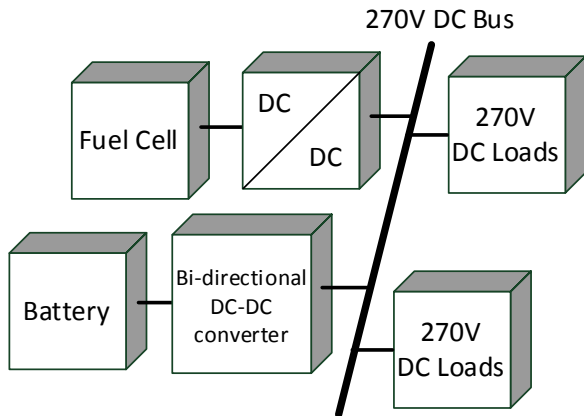 270V DC Bus
Fuel Cell
DC
DC
270V
DC Loads
Battery
Bi-directional
DC-DC
converter
270V
DC Loads